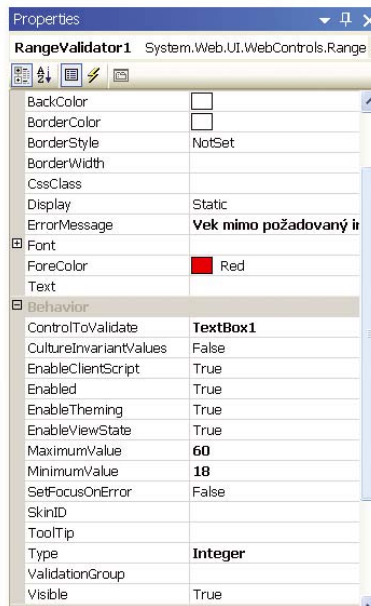 Properties
RangeValidator1 System.Web.UI.WebControls.Range
BackColor
BorderColor
BorderStyle NotSet
BorderWidth
CssClass
Display Static
ErrorMessage Vek mimo požadovaný
Font
ForeColor Red
Text
Behavior
ControlToValidate TextBox1
CultureInvariantValues False
EnableClientScript True
Enabled True
EnableTheming True
EnableViewState True
MaximumValue 60
MinimumValue 18
SetFocusOnError False
SkinID
ToolTip
Type Integer
ValidationGroup
Visible True